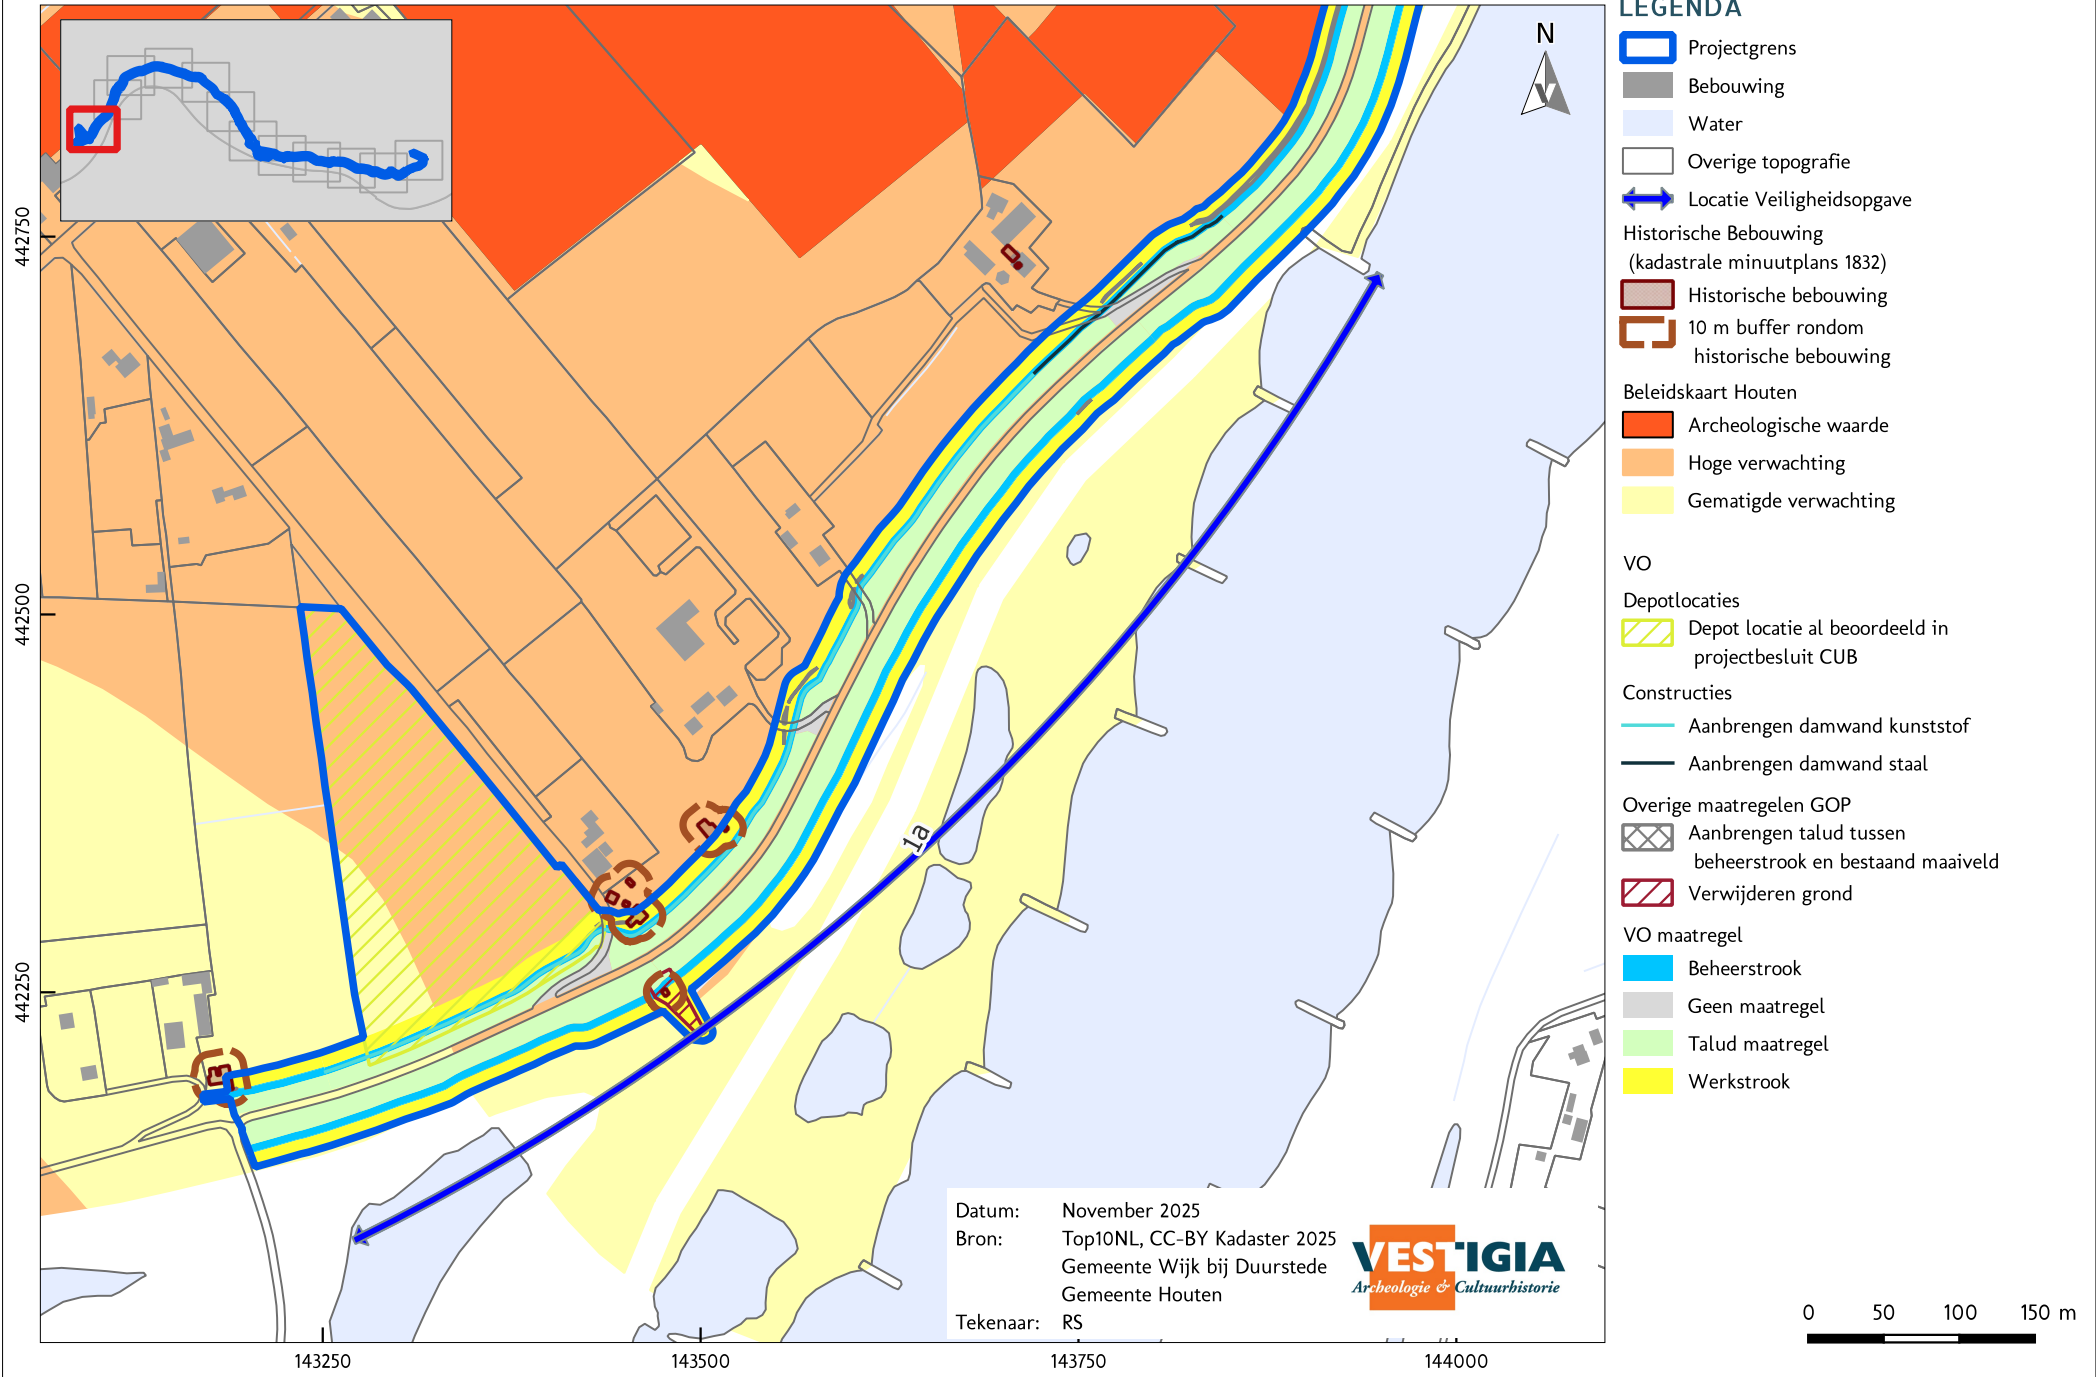 LEGENDA
Projectgrens
Bebouwing
Water
Overige topografie
Locatie Veiligheidsopgave
Historische Bebouwing
(kadastrale minuutplans 1832)
Historische bebouwing
10 m buffer rondom
historische bebouwing
Beleidskaart Houten
Archeologische waarde
Hoge verwachting
Gematigde verwachting
VO
Depotlocaties
Depot locatie al beoordeeld in
projectbesluit CUB
Constructies
Aanbrengen damwand kunststof
Aanbrengen damwand staal
Overige maatregelen GOP
Aanbrengen talud tussen
beheerstrook en bestaand maaiveld
Verwijderen grond
VO maatregel
Beheerstrook
Geen maatregel
Talud maatregel
Werkstrook
N
1a
442750
442500
442250
143250
143500
143750
144000
Datum: November 2025
Bron: Top10NL, CC-BY Kadaster 2025
Gemeente Wijk bij Duurstede
Gemeente Houten
Tekenaar: RS
VESTIGIA
Archeologie & Cultuurhistorie
0 50 100 150 m